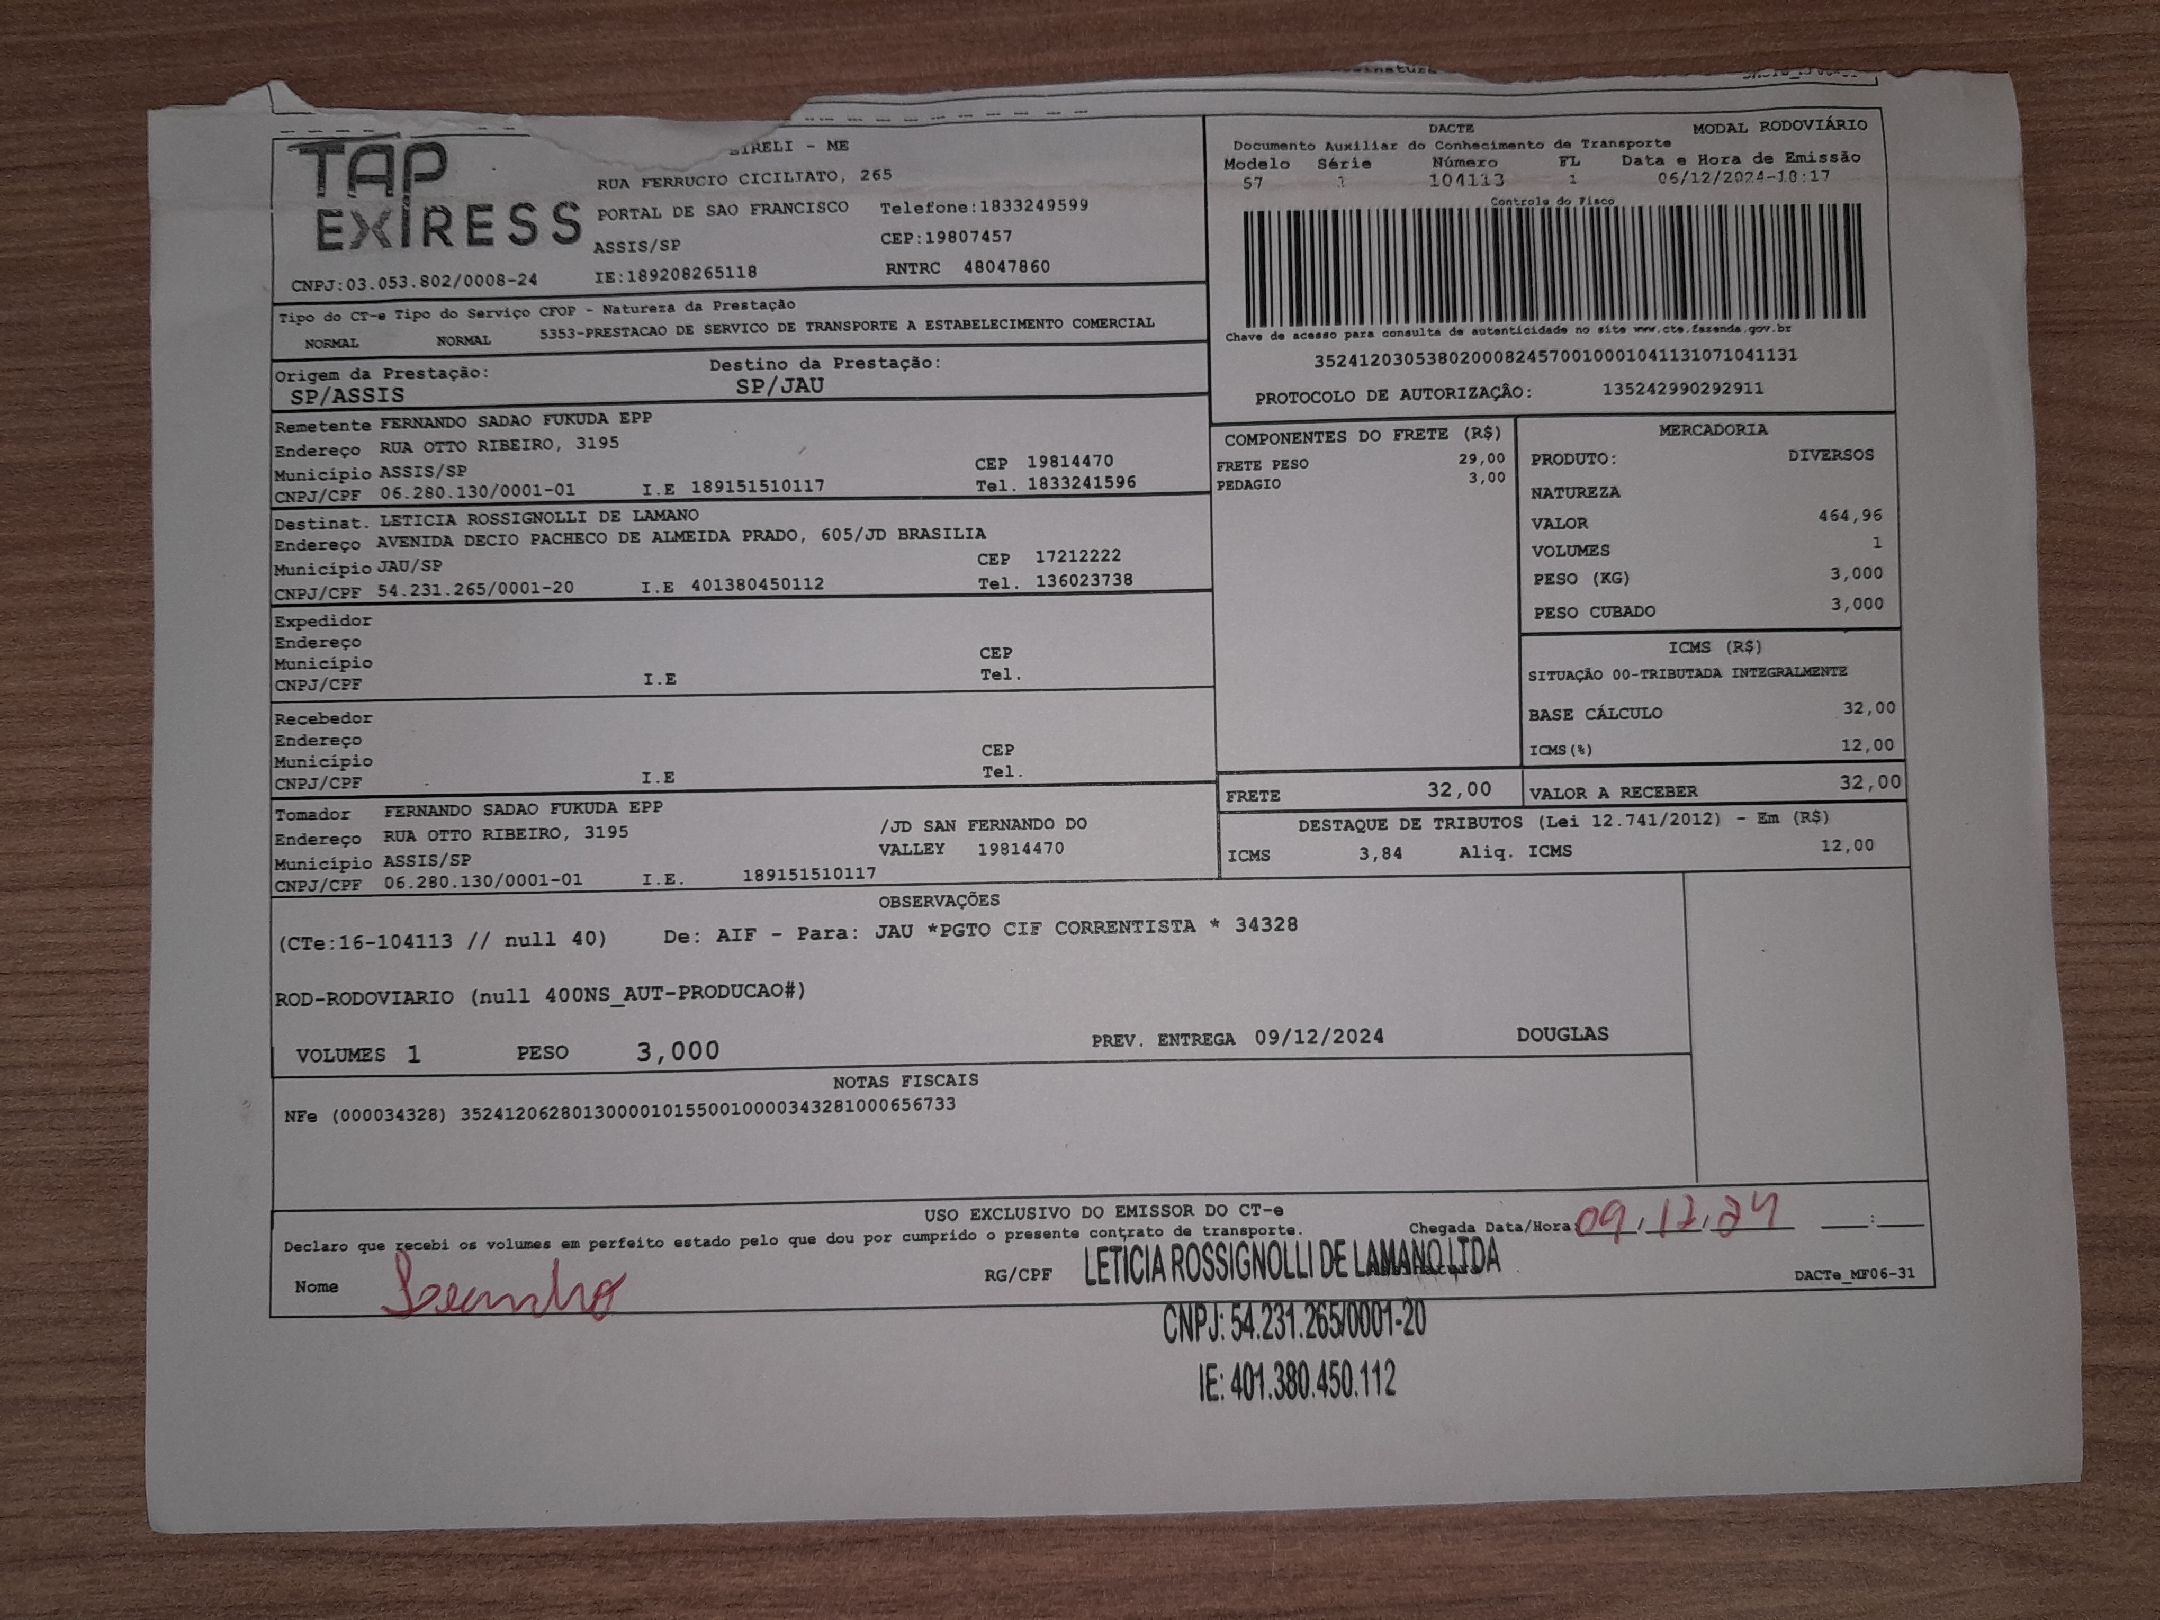 TAP
EXPRESS
EIRELI - ME
RUA FERRUCIO CICILIATO, 265
PORTAL DE SAO FRANCISCO Telefone:1833249599
ASSIS/SP CEP:19807457
CNPJ:03.053.802/0008-24 IE:189208265118 RNTRC 48047860
DACTE MODAL RODOVIÁRIO
Documento Auxiliar do Conhecimento de Transporte
Modelo Série Número FL Data e Hora de Emissão
57 1 104113 1 06/12/2024-18:17
Controle do Fisco
Chave de acesso para consulta de autenticidade no site www.cte.fazenda.gov.br
35241203053802000824570010001041131071041131
PROTOCOLO DE AUTORIZAÇÂO: 135242990292911
Tipo do CT-e Tipo do Serviço CFOP - Natureza da Prestação
NORMAL NORMAL 5353-PRESTACAO DE SERVICO DE TRANSPORTE A ESTABELECIMENTO COMERCIAL
Origem da Prestação: Destino da Prestação:
SP/ASSIS SP/JAU
Remetente FERNANDO SADAO FUKUDA EPP
Endereço RUA OTTO RIBEIRO, 3195
Município ASSIS/SP CEP 19814470
CNPJ/CPF 06.280.130/0001-01 I.E 189151510117 Tel. 1833241596
Destinat. LETICIA ROSSIGNOLLI DE LAMANO
Endereço AVENIDA DECIO PACHECO DE ALMEIDA PRADO, 605/JD BRASILIA
Município JAU/SP CEP 17212222
CNPJ/CPF 54.231.265/0001-20 I.E 401380450112 Tel. 136023738
Expedidor
Endereço
Município CEP
CNPJ/CPF I.E Tel.
Recebedor
Endereço
Município CEP
CNPJ/CPF I.E Tel.
Tomador FERNANDO SADAO FUKUDA EPP
Endereço RUA OTTO RIBEIRO, 3195 /JD SAN FERNANDO DO
Município ASSIS/SP VALLEY 19814470
CNPJ/CPF 06.280.130/0001-01 I.E. 189151510117
COMPONENTES DO FRETE (R$)
FRETE PESO 29,00
PEDAGIO 3,00
MERCADORIA
PRODUTO: DIVERSOS
NATUREZA
VALOR 464,96
VOLUMES 1
PESO (KG) 3,000
PESO CUBADO 3,000
ICMS (R$)
SITUAÇÃO 00-TRIBUTADA INTEGRALMENTE
BASE CÁLCULO 32,00
ICMS(%) 12,00
FRETE 32,00 VALOR A RECEBER 32,00
DESTAQUE DE TRIBUTOS (Lei 12.741/2012) - Em (R$)
ICMS 3,84 Aliq. ICMS 12,00
OBSERVAÇÕES
(CTe:16-104113 // null 40) De: AIF - Para: JAU *PGTO CIF CORRENTISTA * 34328
ROD-RODOVIARIO (null 400NS_AUT-PRODUCAO#)
VOLUMES 1 PESO 3,000 PREV. ENTREGA 09/12/2024 DOUGLAS
NOTAS FISCAIS
NFe (000034328) 35241206280130000101550010000343281000656733
USO EXCLUSIVO DO EMISSOR DO CT-e
Declaro que recebi os volumes em perfeito estado pelo que dou por cumprido o presente contrato de transporte. Chegada Data/Hora: 09/12/24 __:__
Nome RG/CPF
LETICIA ROSSIGNOLLI DE LAMANO LTDA
DACTe_MF06-31
CNPJ: 54.231.265/0001-20
IE: 401.380.450.112